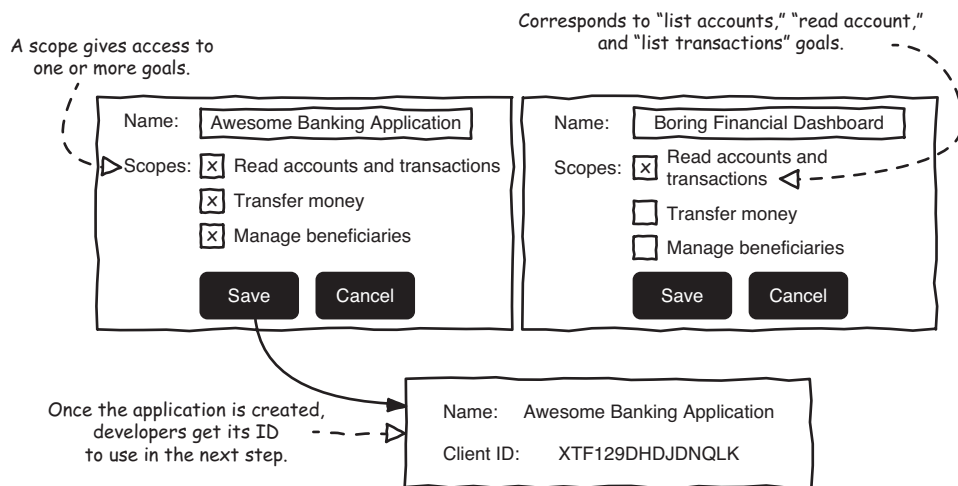 Corresponds to “list accounts,” “read account,”
and “list transactions” goals.
A scope gives access to
one or more goals.
Name: Awesome Banking Application
Scopes: x Read accounts and transactions
x Transfer money
x Manage beneficiaries
Save Cancel
Name: Boring Financial Dashboard
Scopes: x Read accounts and
transactions
Transfer money
Manage beneficiaries
Save Cancel
Once the application is created,
developers get its ID
to use in the next step.
Name: Awesome Banking Application
Client ID: XTF129DHDJDNQLK